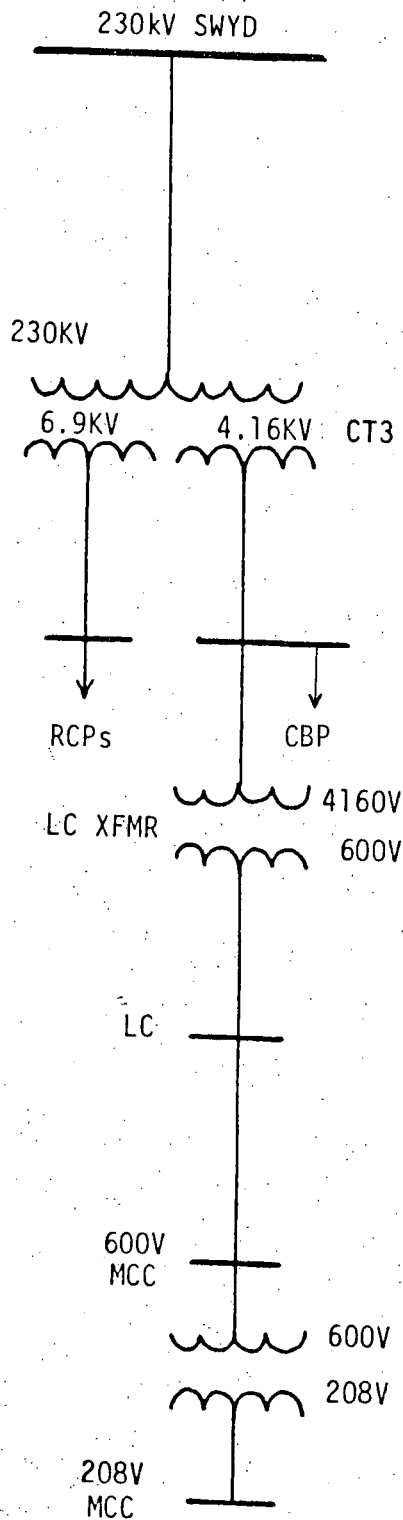 230kV SWYD
230KV
6.9KV
4.16KV
CT3
RCPs
CBP
4160V
LC XFMR
600V
LC
600V
MCC
600V
208V
208V
MCC